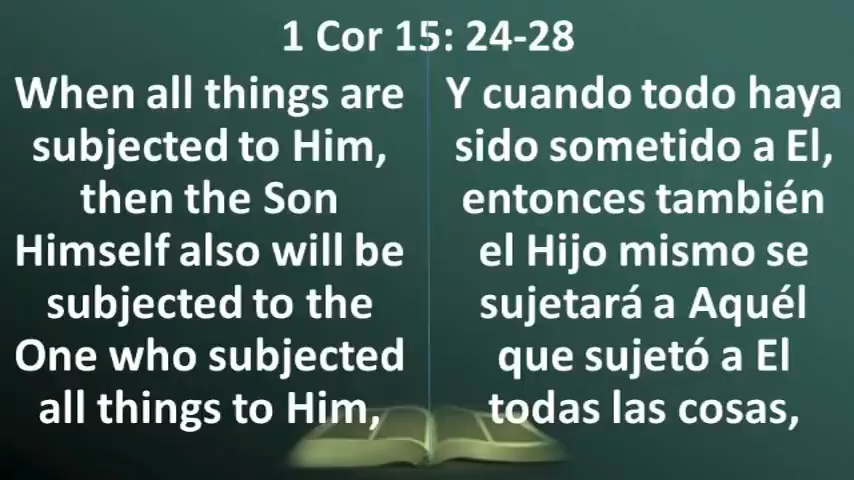 1 Cor 15: 24-28
When all things are
subjected to Him,
then the Son
Himself also will be
subjected to the
One who subjected
all things to Him,
Y cuando todo haya
sido sometido a El,
entonces también
el Hijo mismo se
sujetará a Aquél
que sujetó a El
todas las cosas,